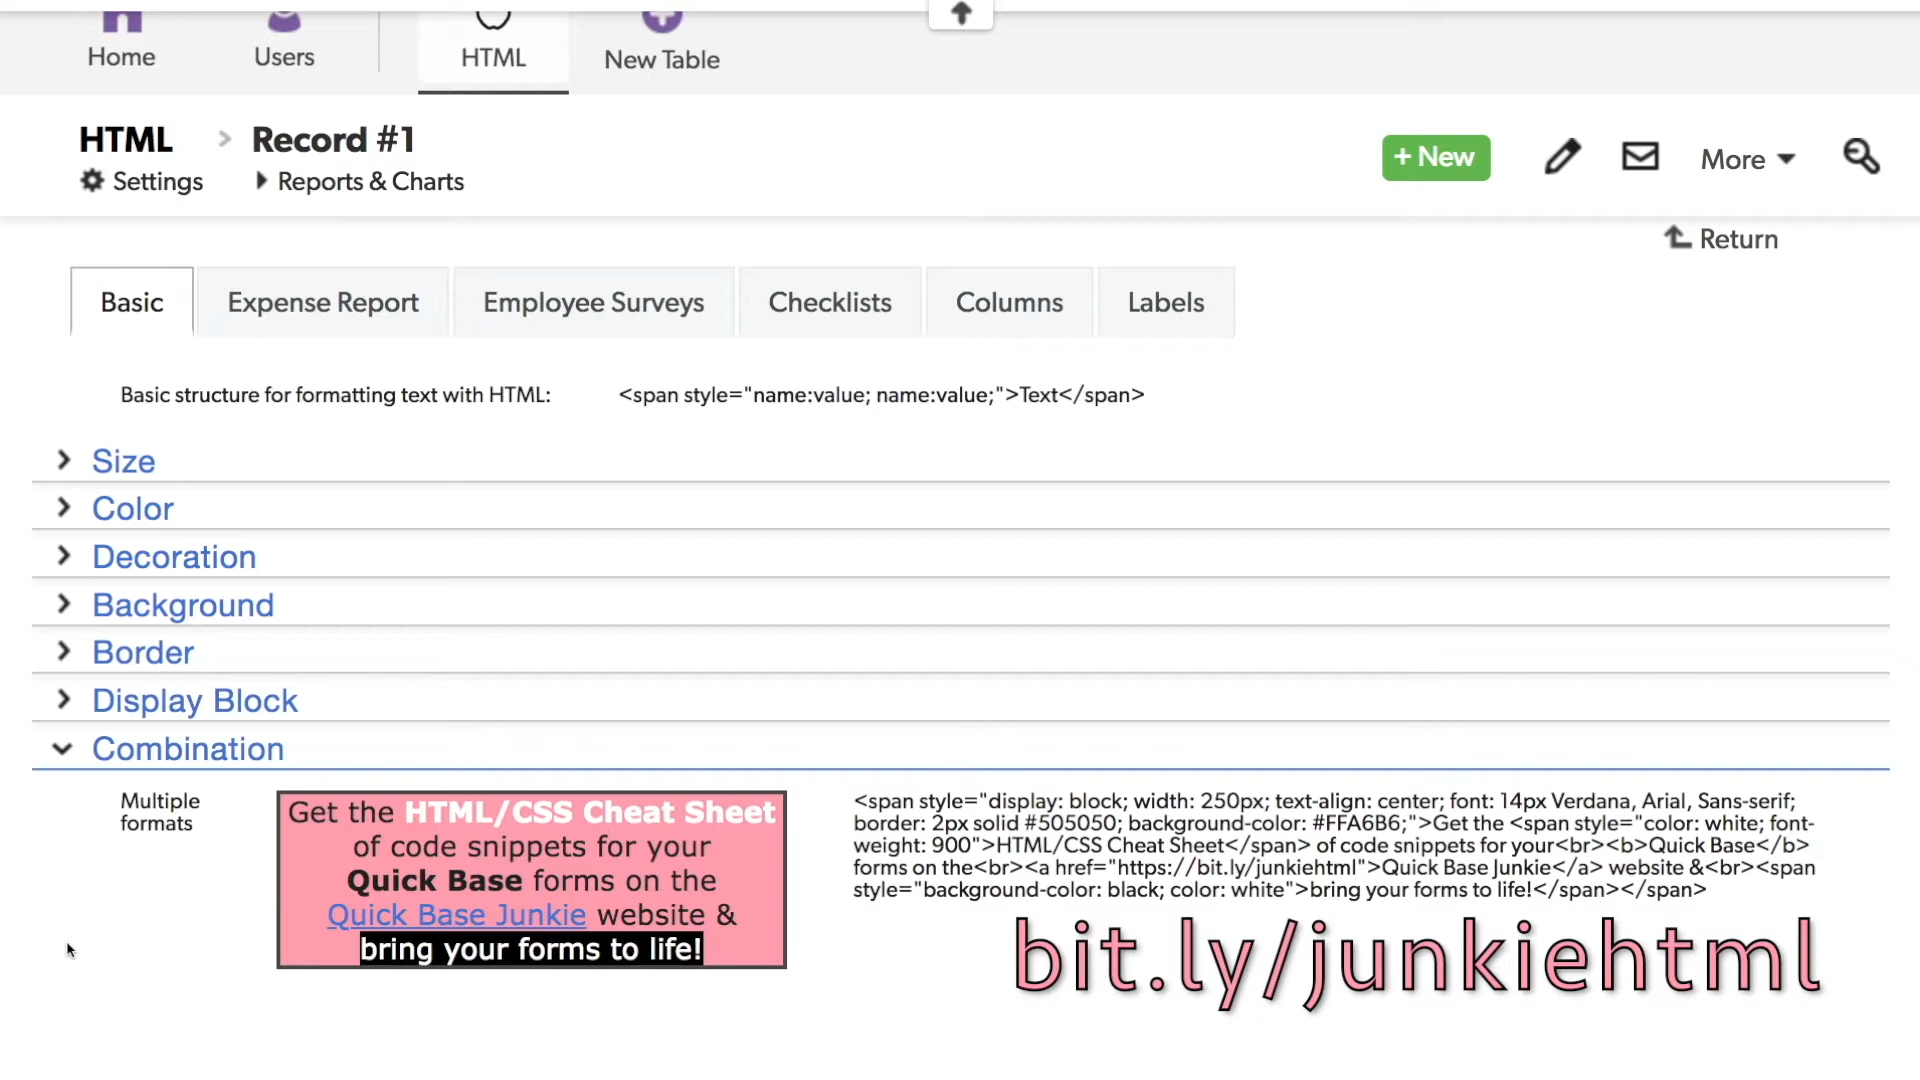 Home
Users
HTML
New Table
HTML
Record #1
Settings
Reports & Charts
+ New
More
Return
Basic
Expense Report
Employee Surveys
Checklists
Columns
Labels
Basic structure for formatting text with HTML:
<span style="name:value; name:value;">Text</span>
Size
Color
Decoration
Background
Border
Display Block
Combination
Multiple
formats
Get the HTML/CSS Cheat Sheet
of code snippets for your
Quick Base forms on the
Quick Base Junkie website &
bring your forms to life!
<span style="display: block; width: 250px; text-align: center; font: 14px Verdana, Arial, Sans-serif;
border: 2px solid #505050; background-color: #FFA6B6;">Get the <span style="color: white; font-
weight: 900">HTML/CSS Cheat Sheet</span> of code snippets for your<br><b>Quick Base</b>
forms on the<br><a href="https://bit.ly/junkiehtml">Quick Base Junkie</a> website &<br><span
style="background-color: black; color: white">bring your forms to life!</span></span>
bit.ly/junkiehtml